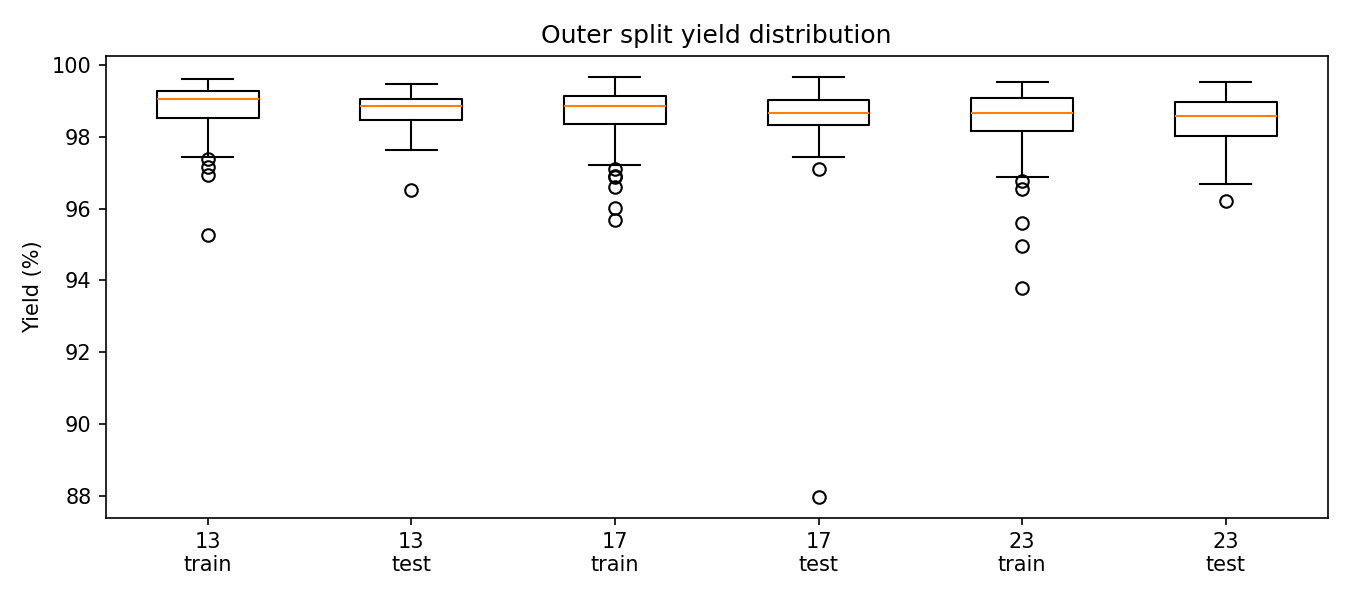 Outer split yield distribution
Yield (%)
100
98
96
94
92
90
88
13
train
13
test
17
train
17
test
23
train
23
test